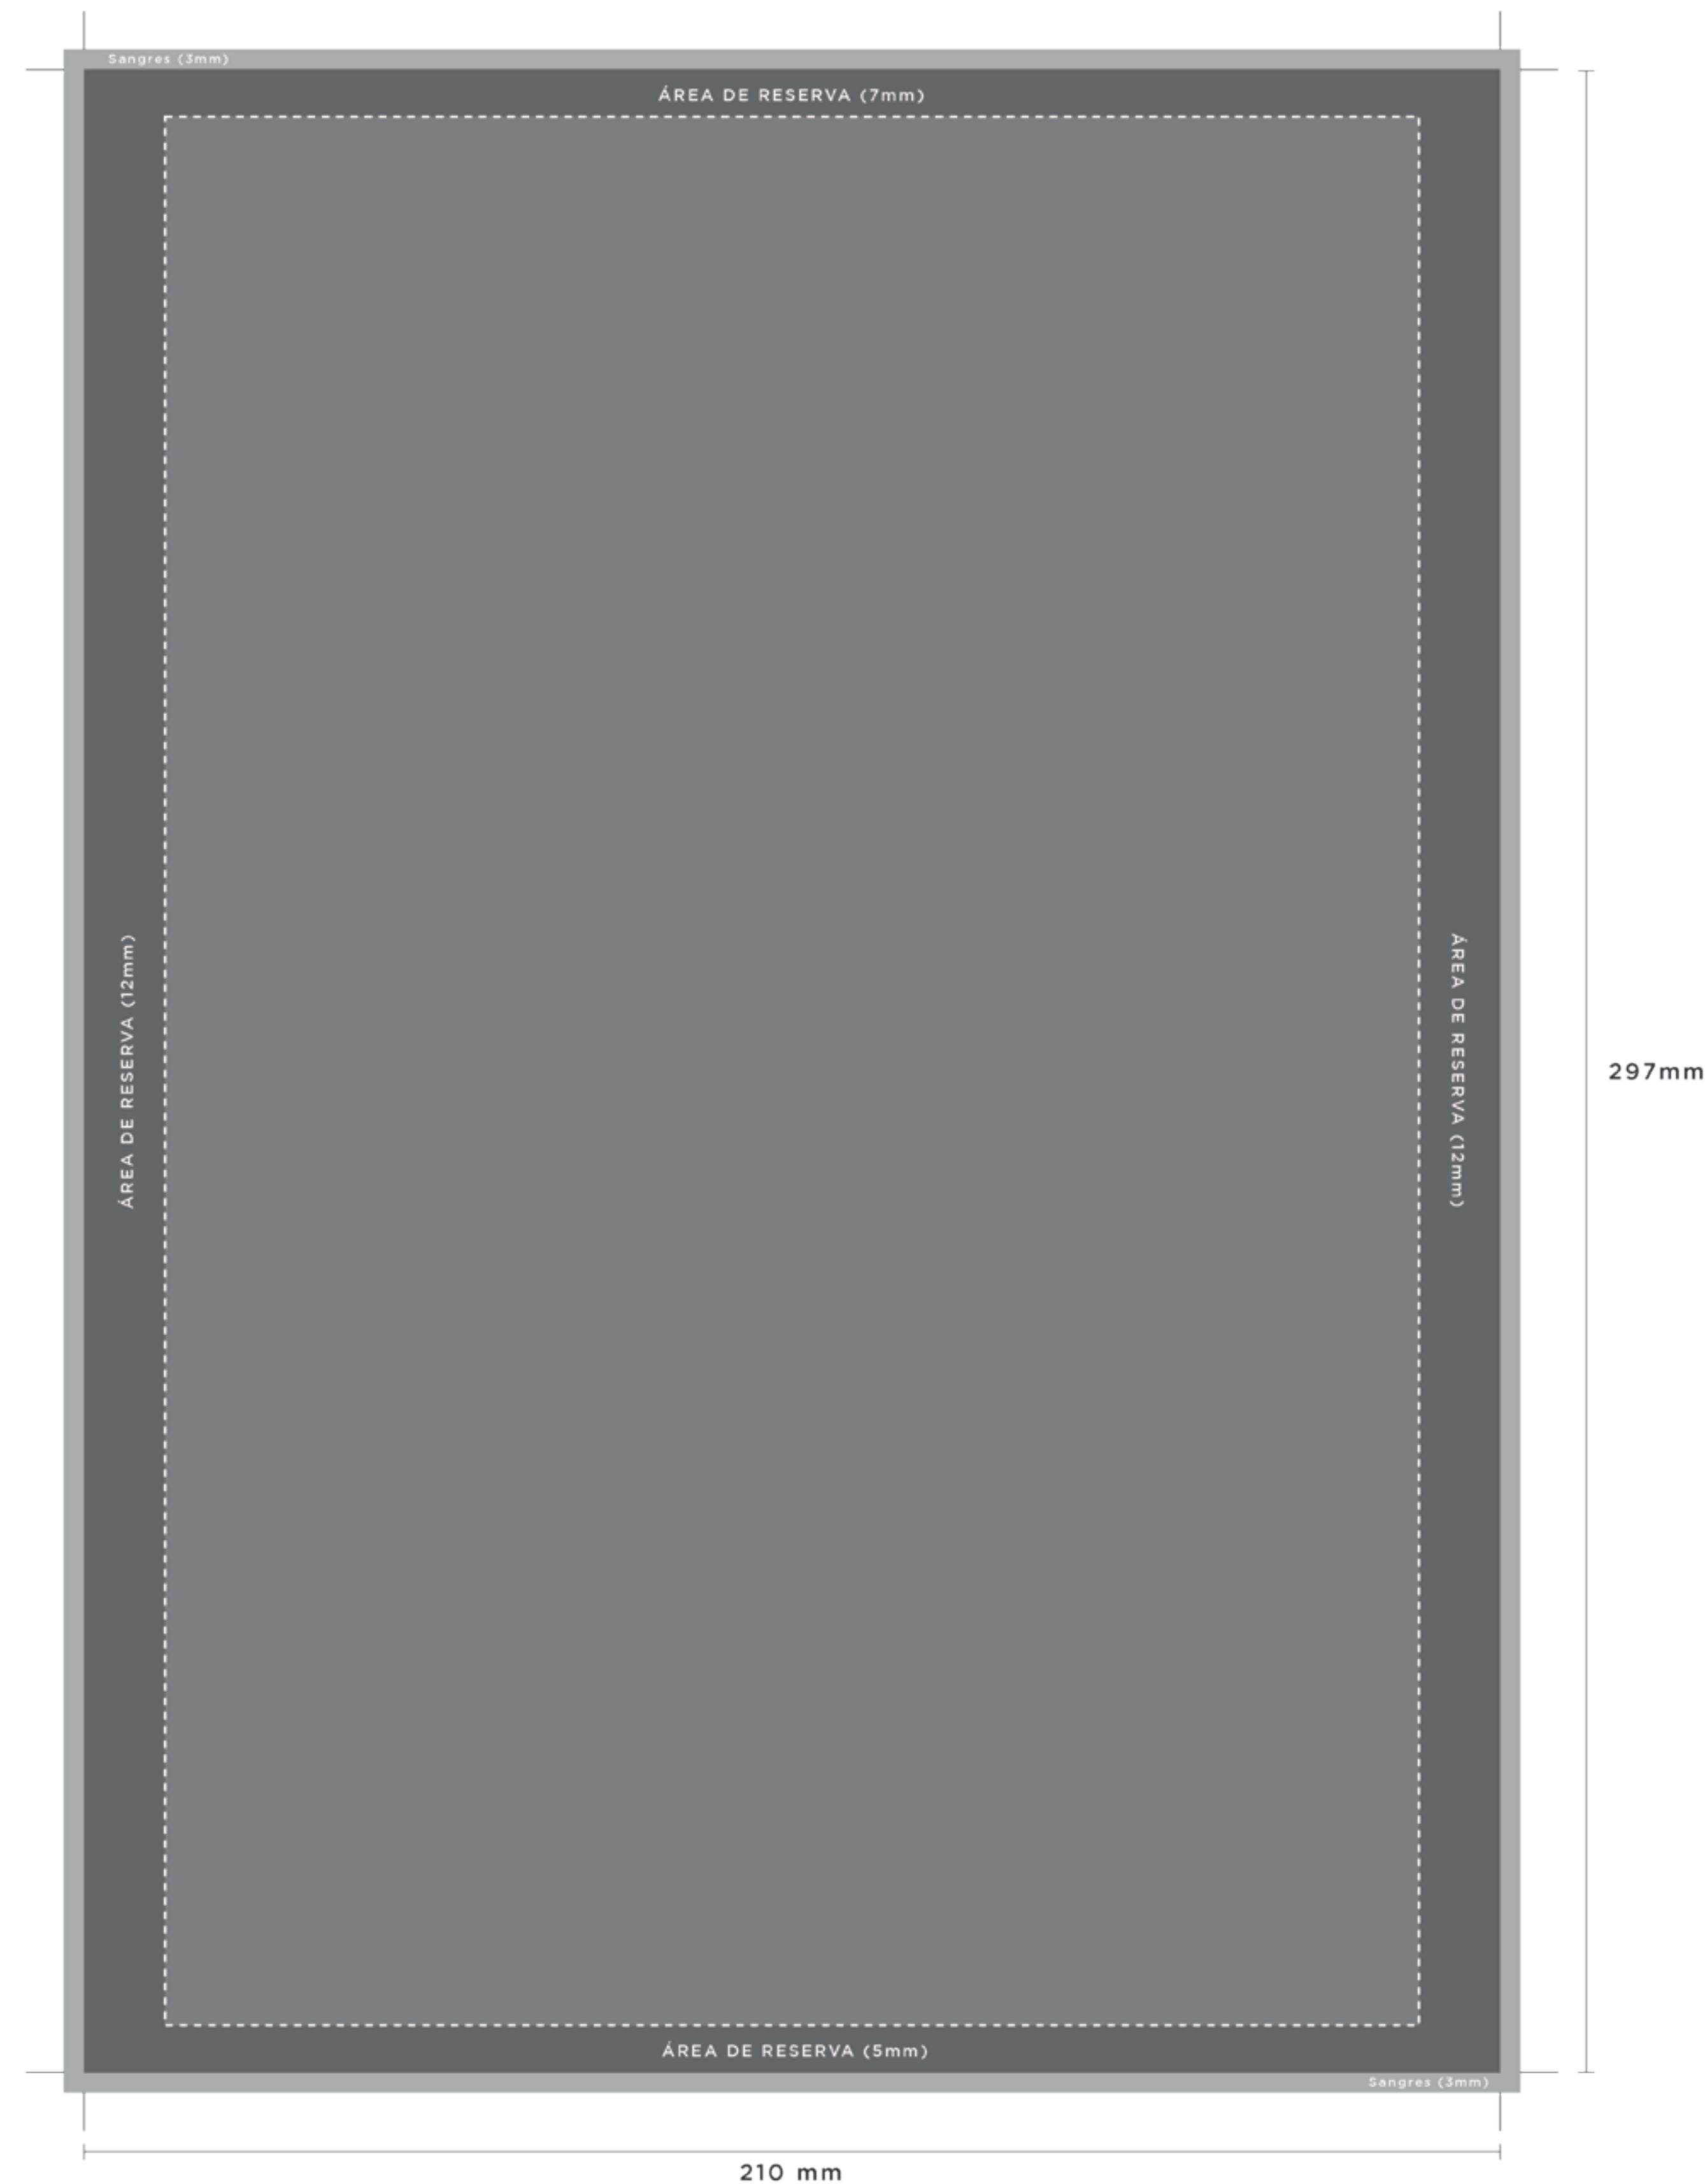 Sangres (3mm)
ÁREA DE RESERVA (7mm)
ÁREA DE RESERVA (12mm)
ÁREA DE RESERVA (12mm)
297mm
ÁREA DE RESERVA (5mm)
Sangres (3mm)
210 mm